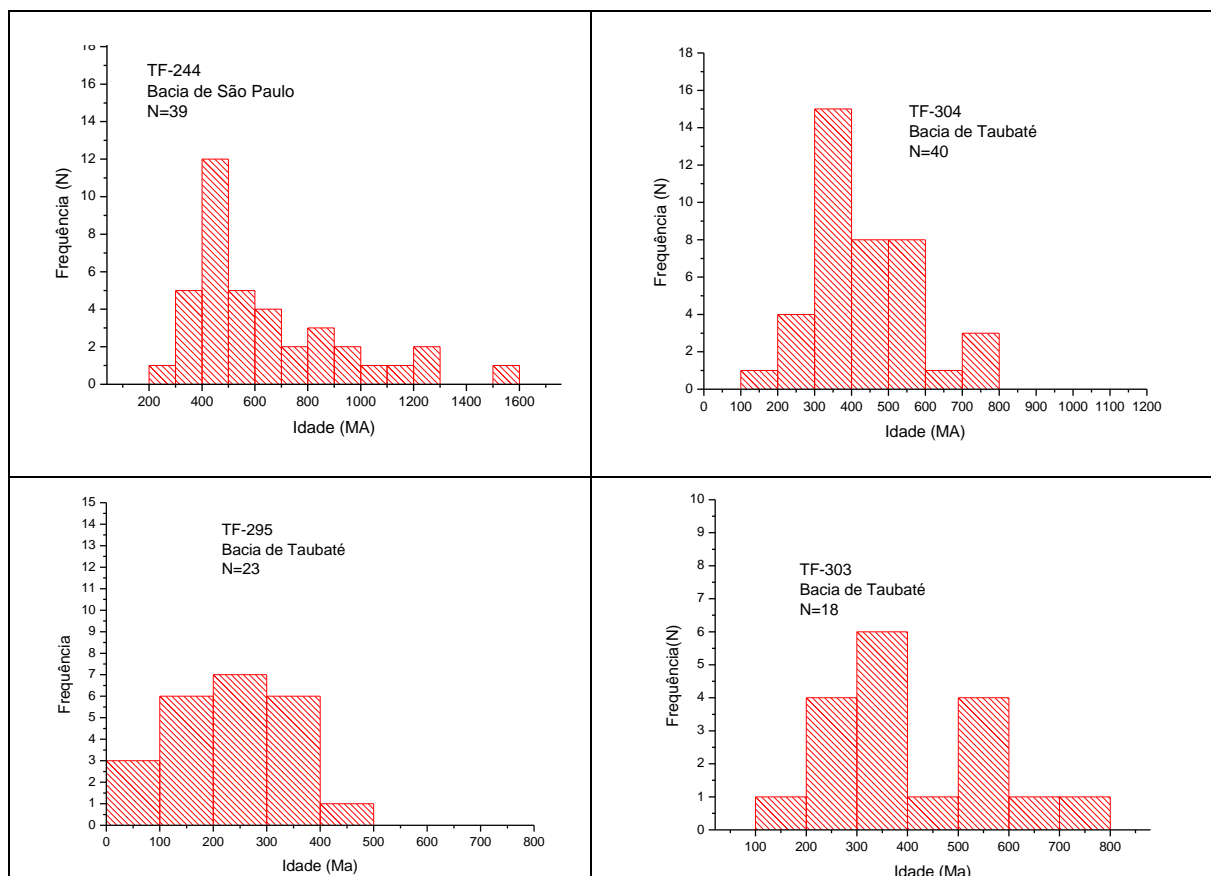 18
16
14
12
10
8
6
4
2
0
Frequência (N)
TF-244
Bacia de São Paulo
N=39
200 400 600 800 1000 1200 1400 1600
Idade (MA)
18
16
14
12
10
8
6
4
2
0
Frequência (N)
TF-304
Bacia de Taubaté
N=40
0 100 200 300 400 500 600 700 800 900 1000 1100 1200
Idade (MA)
15
14
13
12
11
10
9
8
7
6
5
4
3
2
1
0
Frequência
TF-295
Bacia de Taubaté
N=23
0 100 200 300 400 500 600 700 800
Idade (Ma)
10
9
8
7
6
5
4
3
2
1
0
Frequência(N)
TF-303
Bacia de Taubaté
N=18
100 200 300 400 500 600 700 800
Idade (Ma)